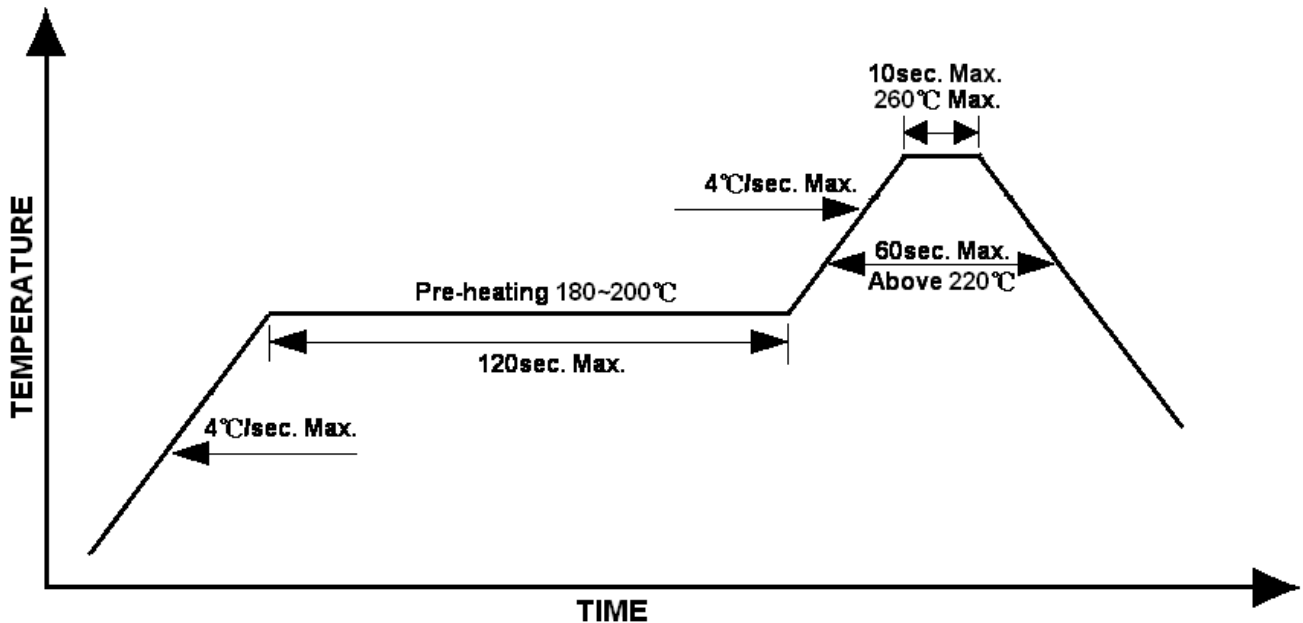 10sec. Max.
260℃ Max.
4℃/sec. Max.
60sec. Max.
Above 220℃
Pre-heating 180~200℃
120sec. Max.
4℃/sec. Max.
TEMPERATURE
TIME